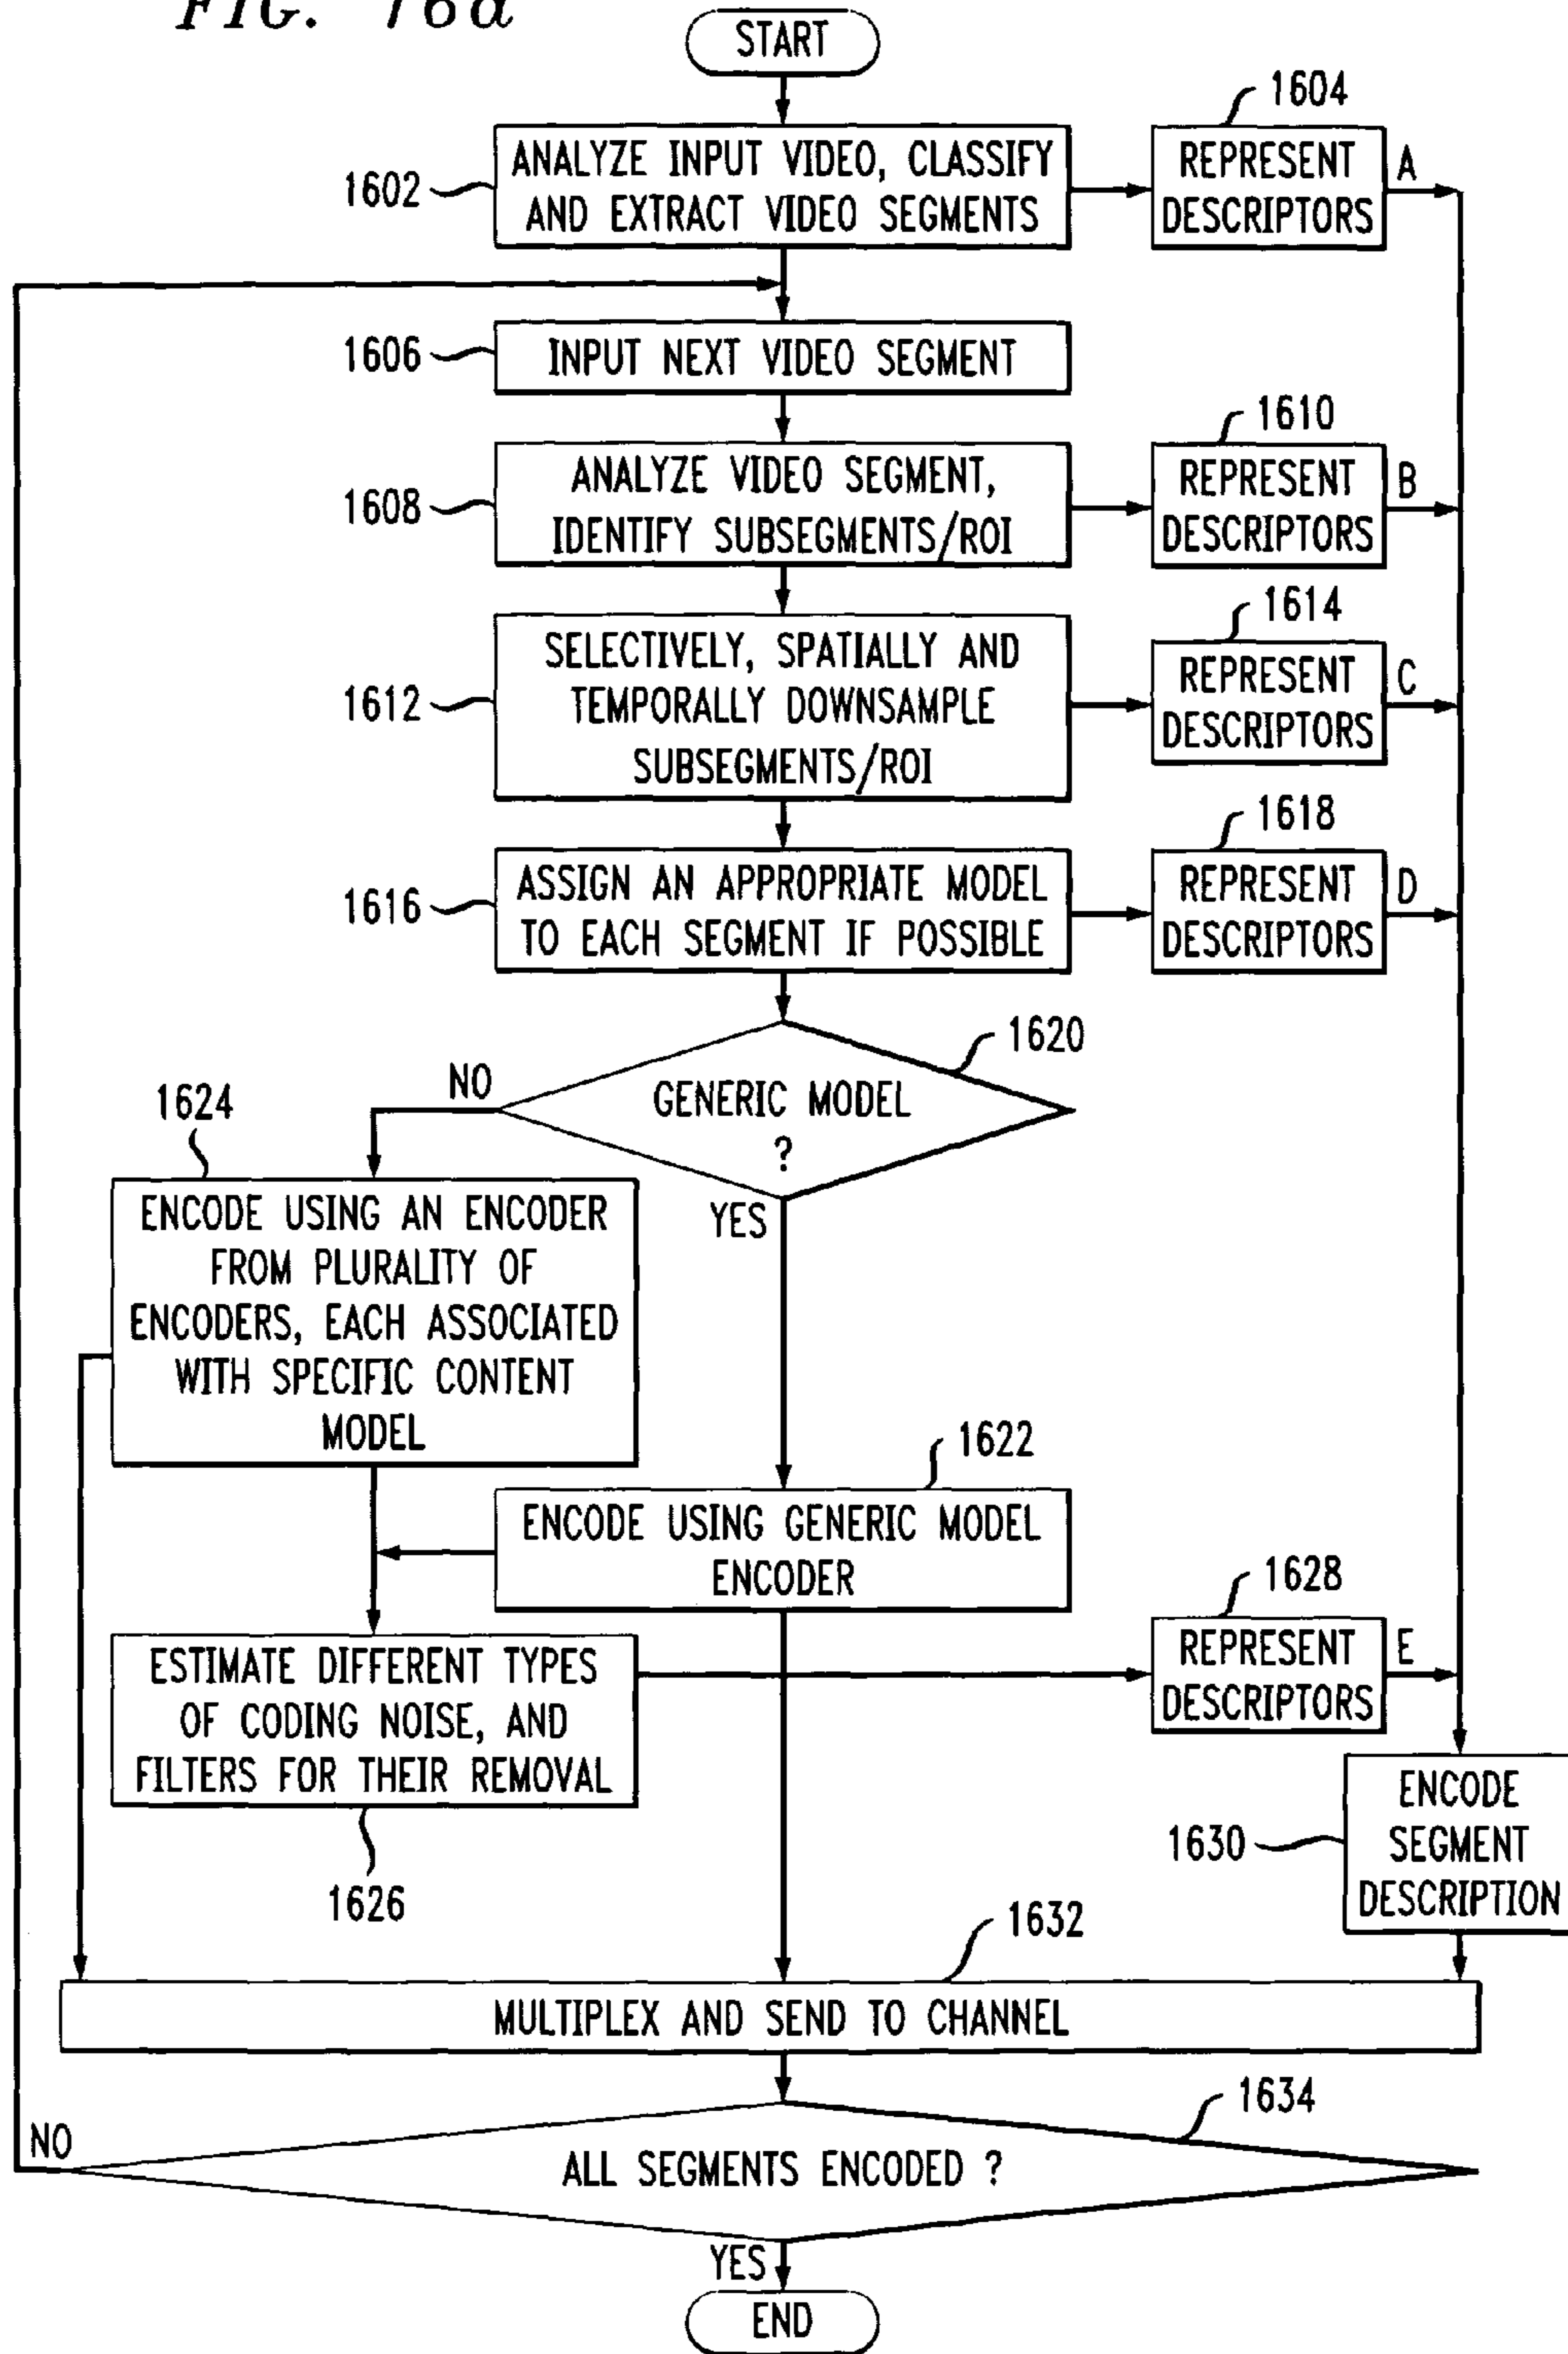 FIG. 16a
START
1604
ANALYZE INPUT VIDEO, CLASSIFY
AND EXTRACT VIDEO SEGMENTS
1602
REPRESENT
DESCRIPTORS
A
1606
INPUT NEXT VIDEO SEGMENT
1610
1608
ANALYZE VIDEO SEGMENT,
IDENTIFY SUBSEGMENTS/ROI
REPRESENT
DESCRIPTORS
B
1614
1612
SELECTIVELY, SPATIALLY AND
TEMPORALLY DOWNSAMPLE
SUBSEGMENTS/ROI
REPRESENT
DESCRIPTORS
C
1618
1616
ASSIGN AN APPROPRIATE MODEL
TO EACH SEGMENT IF POSSIBLE
REPRESENT
DESCRIPTORS
D
1620
NO
GENERIC MODEL
?
YES
1624
ENCODE USING AN ENCODER
FROM PLURALITY OF
ENCODERS, EACH ASSOCIATED
WITH SPECIFIC CONTENT
MODEL
1622
ENCODE USING GENERIC MODEL
ENCODER
1628
ESTIMATE DIFFERENT TYPES
OF CODING NOISE, AND
FILTERS FOR THEIR REMOVAL
REPRESENT
DESCRIPTORS
E
1626
1630
ENCODE
SEGMENT
DESCRIPTION
1632
MULTIPLEX AND SEND TO CHANNEL
1634
NO
ALL SEGMENTS ENCODED ?
YES
END